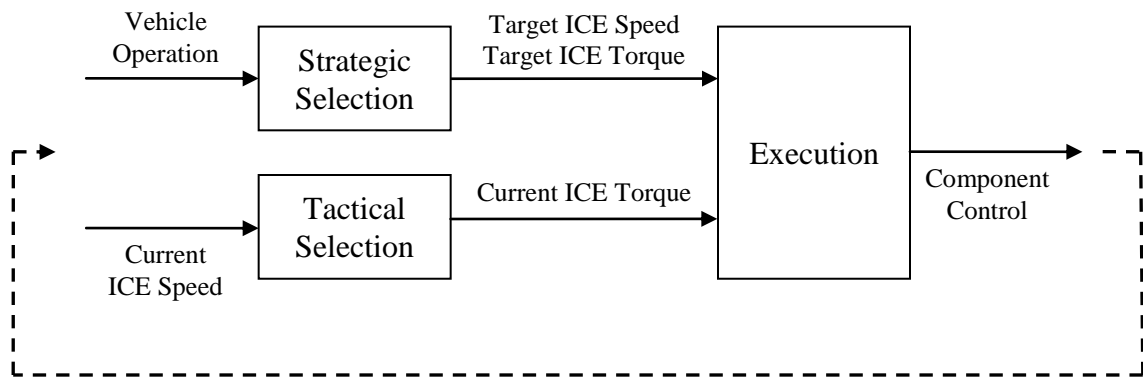 Vehicle
Operation
Strategic
Selection
Target ICE Speed
Target ICE Torque
Execution
Component
Control
Current
ICE Speed
Tactical
Selection
Current ICE Torque